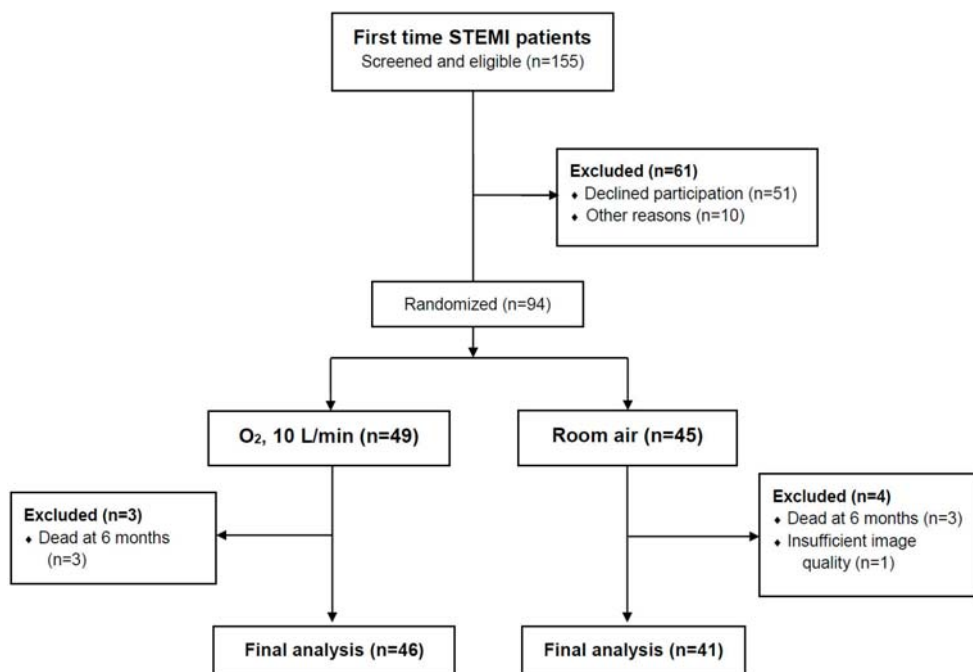 First time STEMI patients
Screened and eligible (n=155)
Excluded (n=61)
♦ Declined participation (n=51)
♦ Other reasons (n=10)
Randomized (n=94)
O₂, 10 L/min (n=49)
Room air (n=45)
Excluded (n=3)
♦ Dead at 6 months
(n=3)
Excluded (n=4)
♦ Dead at 6 months (n=3)
♦ Insufficient image
quality (n=1)
Final analysis (n=46)
Final analysis (n=41)